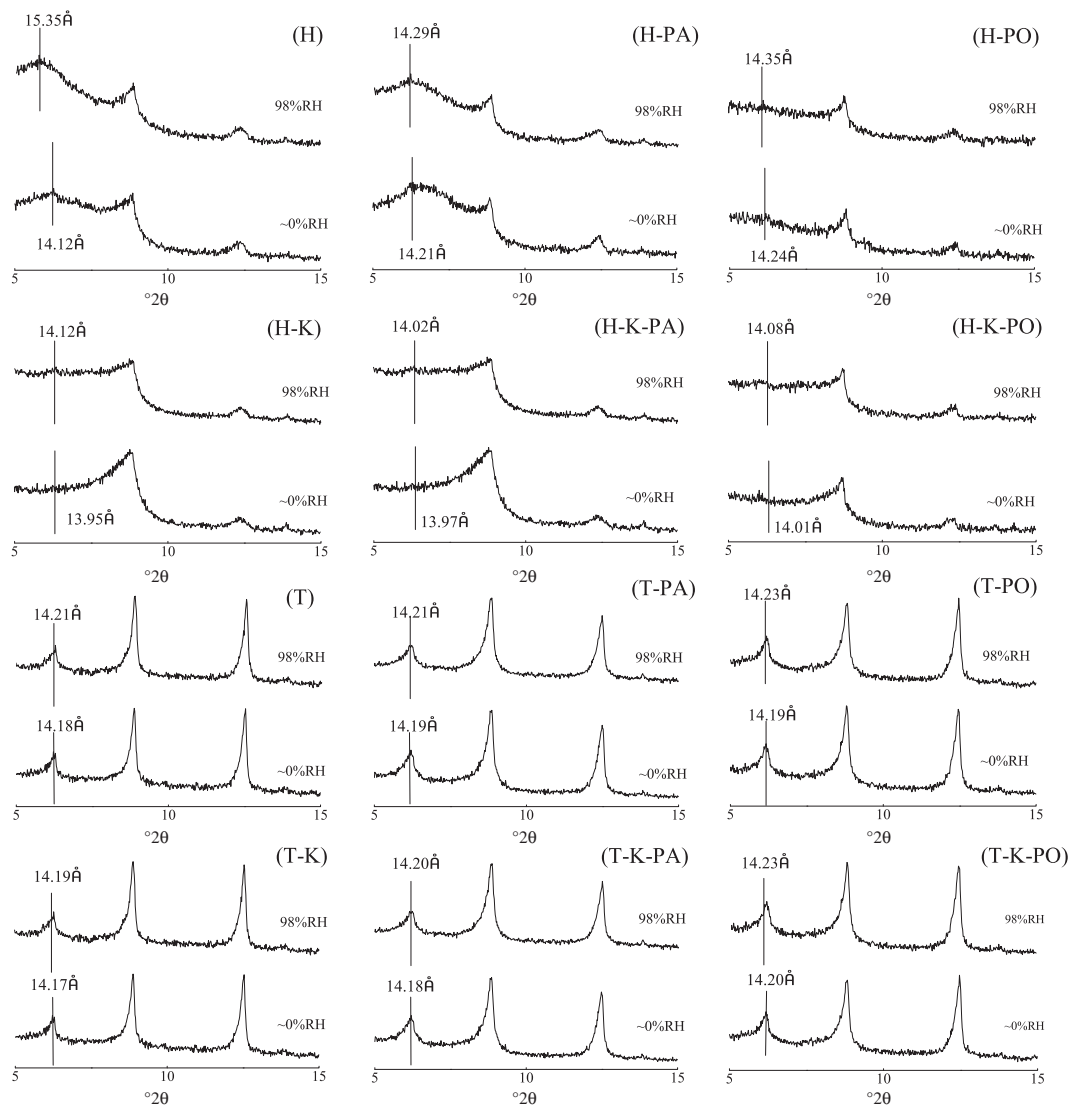 15.35Å
(H)
98%RH
~0%RH
14.12Å
5 10 15
°2θ
14.29Å
(H-PA)
98%RH
~0%RH
14.21Å
5 10 15
°2θ
14.35Å
(H-PO)
98%RH
~0%RH
14.24Å
5 10 15
°2θ
14.12Å
(H-K)
98%RH
~0%RH
13.95Å
5 10 15
°2θ
14.02Å
(H-K-PA)
98%RH
~0%RH
13.97Å
5 10 15
°2θ
14.08Å
(H-K-PO)
98%RH
~0%RH
14.01Å
5 10 15
°2θ
14.21Å
(T)
98%RH
14.18Å
~0%RH
5 10 15
°2θ
14.21Å
(T-PA)
98%RH
14.19Å
~0%RH
5 10 15
°2θ
14.23Å
(T-PO)
98%RH
14.19Å
~0%RH
5 10 15
°2θ
14.19Å
(T-K)
98%RH
14.17Å
~0%RH
5 10 15
°2θ
14.20Å
(T-K-PA)
98%RH
14.18Å
~0%RH
5 10 15
°2θ
14.23Å
(T-K-PO)
98%RH
14.20Å
~0%RH
5 10 15
°2θ